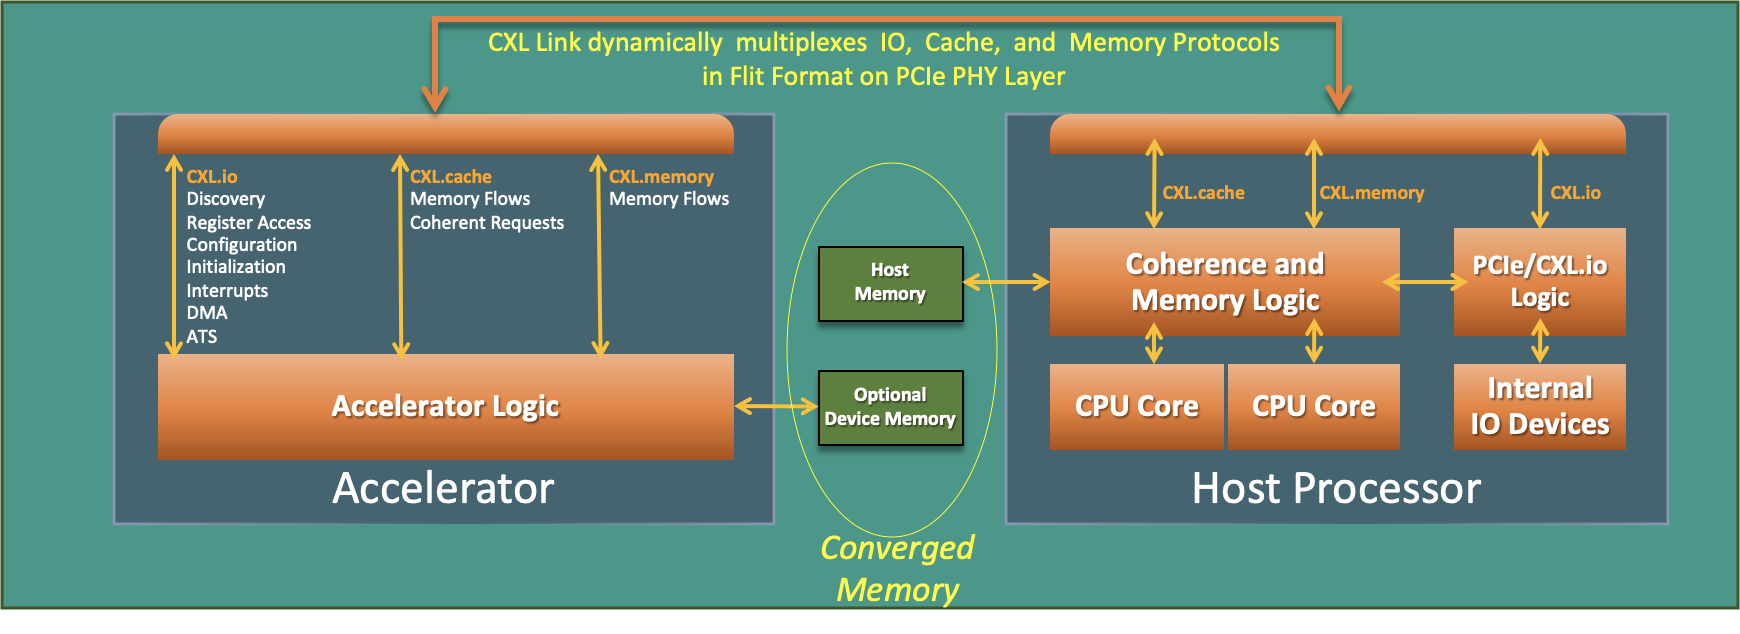 CXL Link dynamically multiplexes IO, Cache, and Memory Protocols
in Flit Format on PCIe PHY Layer
CXL.io
Discovery
Register Access
Configuration
Initialization
Interrupts
DMA
ATS
CXL.cache
Memory Flows
Coherent Requests
CXL.memory
Memory Flows
Accelerator Logic
Accelerator
Host
Memory
Optional
Device Memory
Converged
Memory
CXL.cache
CXL.memory
CXL.io
Coherence and
Memory Logic
PCIe/CXL.io
Logic
CPU Core
CPU Core
Internal
IO Devices
Host Processor